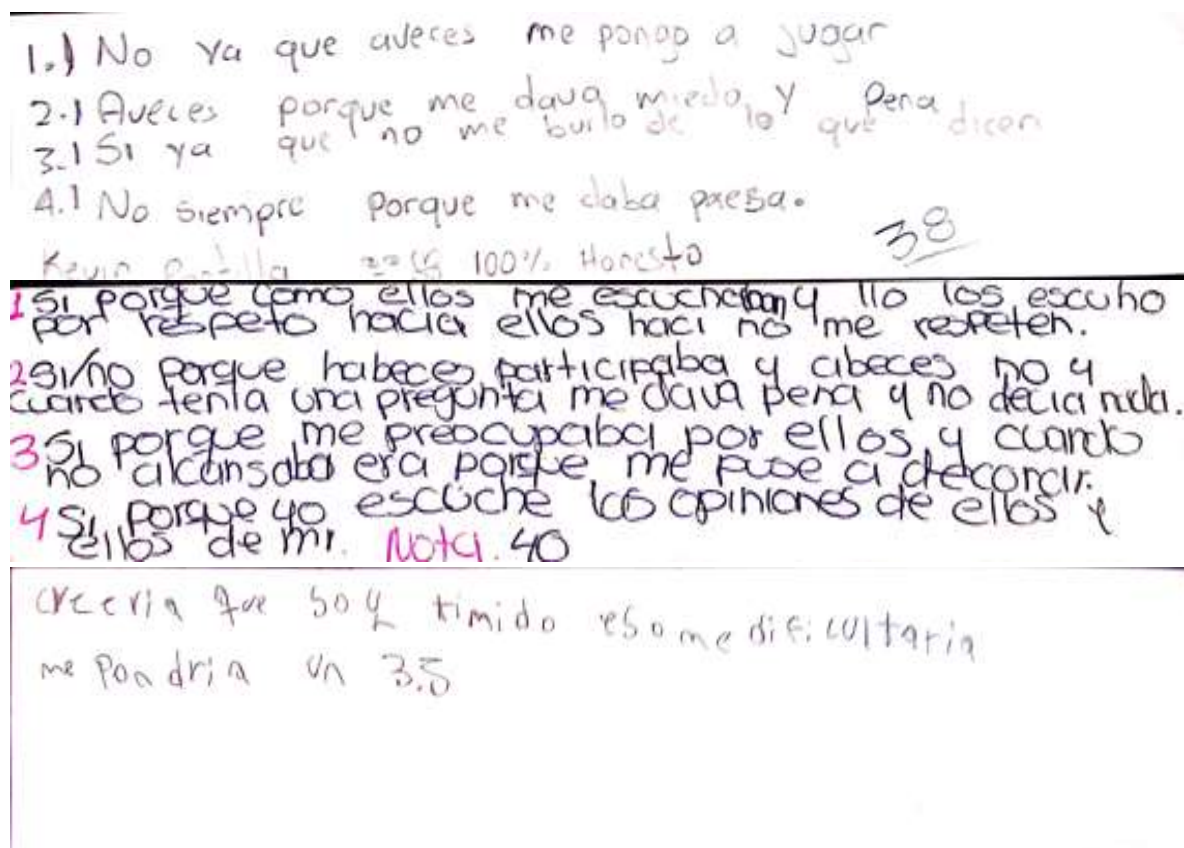 1.) No ya que aveces me pongo a jugar
2.) Aveces porque me dava miedo y pena
3.) Si ya que no me burlo de lo que dicen
4.) No siempre porque me daba paesa.
38
Kevin 100% Honesto
1 Si porque como ellos me escuchaban y llo los escuho
por respeto hacia ellos haci no me respeten.
2 Si/no porque habeces participaba y abeces no y
cuando tenia una pregunta me dava pena y no decia nada.
3 Si porque me preocupaba por ellos y cuando
no alcansaba era porque me puse a decorar.
4 Si, porque yo escuche las opiniones de ellos y
ellos de mi. Nota. 40
creeria que soy timido eso me dificultaria
me pondria un 3.5